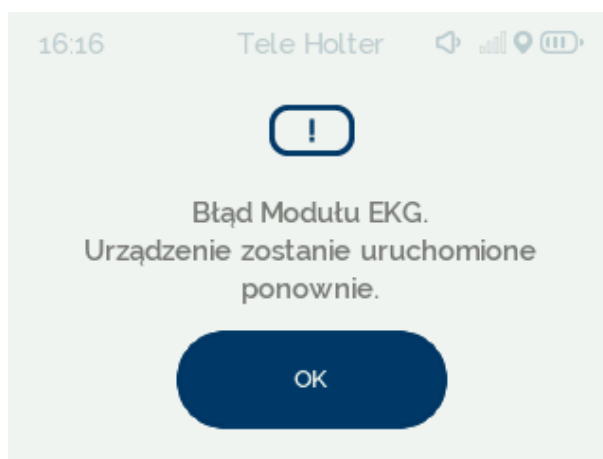 16:16 Tele Holter
!
Błąd Modułu EKG.
Urządzenie zostanie uruchomione
ponownie.
OK